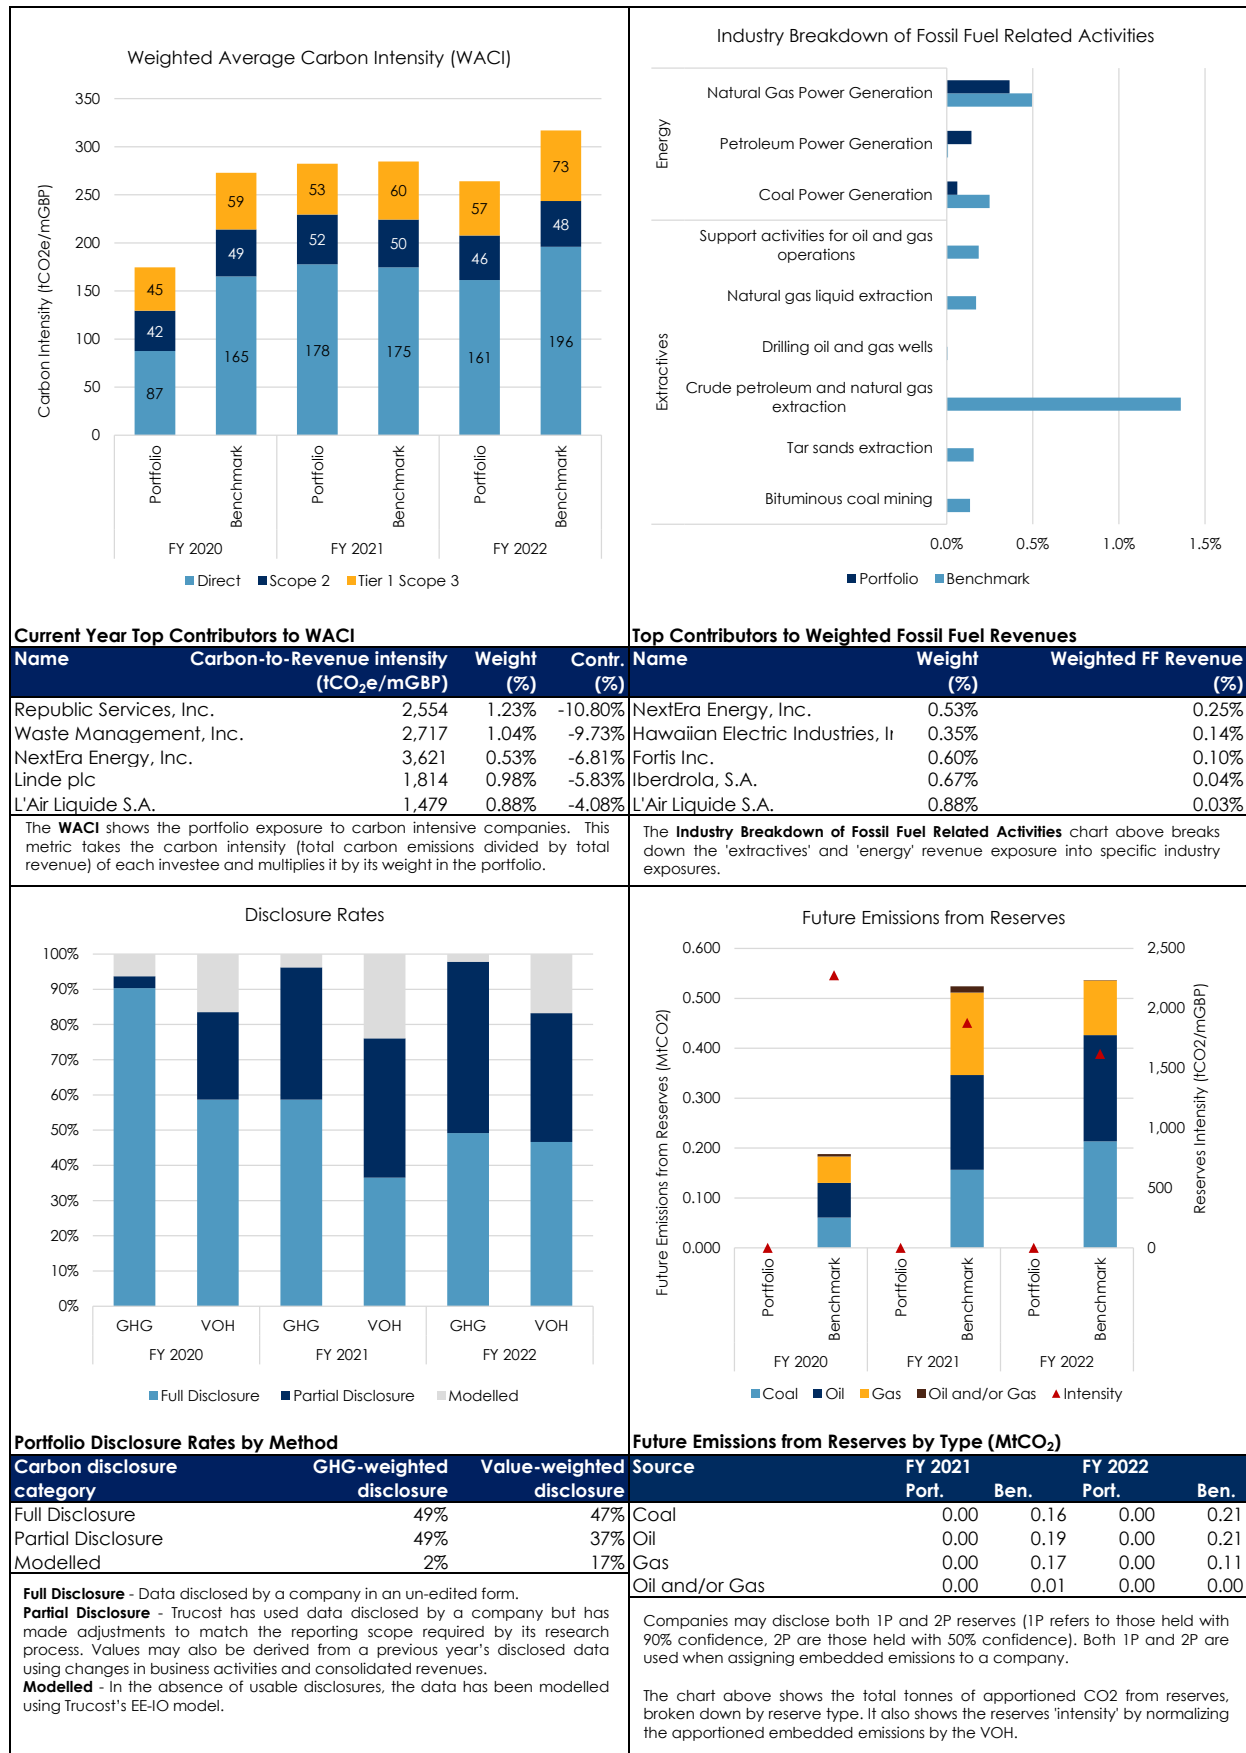 Weighted Average Carbon Intensity (WACI)
350
300
250
200
150
100
50
0
Carbon Intensity (tCO2e/mGBP)
45
42
87
59
49
165
53
52
178
60
50
175
57
46
161
73
48
196
Portfolio
Benchmark
Portfolio
Benchmark
Portfolio
Benchmark
FY 2020
FY 2021
FY 2022
Direct
Scope 2
Tier 1 Scope 3
Industry Breakdown of Fossil Fuel Related Activities
Energy
Natural Gas Power Generation
Petroleum Power Generation
Coal Power Generation
Extractives
Support activities for oil and gas
operations
Natural gas liquid extraction
Drilling oil and gas wells
Crude petroleum and natural gas
extraction
Tar sands extraction
Bituminous coal mining
0.0%
0.5%
1.0%
1.5%
Portfolio
Benchmark
Current Year Top Contributors to WACI
Name Carbon-to-Revenue intensity Weight Contr.
(tCO₂e/mGBP) (%) (%)
Republic Services, Inc. 2,554 1.23% -10.80%
Waste Management, Inc. 2,717 1.04% -9.73%
NextEra Energy, Inc. 3,621 0.53% -6.81%
Linde plc 1,814 0.98% -5.83%
L'Air Liquide S.A. 1,479 0.88% -4.08%
The WACI shows the portfolio exposure to carbon intensive companies. This
metric takes the carbon intensity (total carbon emissions divided by total
revenue) of each investee and multiplies it by its weight in the portfolio.
Top Contributors to Weighted Fossil Fuel Revenues
Name Weight Weighted FF Revenue
(%) (%)
NextEra Energy, Inc. 0.53% 0.25%
Hawaiian Electric Industries, Ir 0.35% 0.14%
Fortis Inc. 0.60% 0.10%
Iberdrola, S.A. 0.67% 0.04%
L'Air Liquide S.A. 0.88% 0.03%
The Industry Breakdown of Fossil Fuel Related Activities chart above breaks
down the 'extractives' and 'energy' revenue exposure into specific industry
exposures.
Disclosure Rates
100%
90%
80%
70%
60%
50%
40%
30%
20%
10%
0%
GHG
VOH
GHG
VOH
GHG
VOH
FY 2020
FY 2021
FY 2022
Full Disclosure
Partial Disclosure
Modelled
Future Emissions from Reserves
0.600
0.500
0.400
0.300
0.200
0.100
0.000
Future Emissions from Reserves (MtCO2)
2,500
2,000
1,500
1,000
500
0
Reserves Intensity (tCO2/mGBP)
Portfolio
Benchmark
Portfolio
Benchmark
Portfolio
Benchmark
FY 2020
FY 2021
FY 2022
Coal
Oil
Gas
Oil and/or Gas
Intensity
Portfolio Disclosure Rates by Method
Carbon disclosure GHG-weighted Value-weighted
category disclosure disclosure
Full Disclosure 49% 47%
Partial Disclosure 49% 37%
Modelled 2% 17%
Full Disclosure - Data disclosed by a company in an un-edited form.
Partial Disclosure - Trucost has used data disclosed by a company but has
made adjustments to match the reporting scope required by its research
process. Values may also be derived from a previous year’s disclosed data
using changes in business activities and consolidated revenues.
Modelled - In the absence of usable disclosures, the data has been modelled
using Trucost’s EE-IO model.
Future Emissions from Reserves by Type (MtCO₂)
Source FY 2021 FY 2022
Port. Ben. Port. Ben.
Coal 0.00 0.16 0.00 0.21
Oil 0.00 0.19 0.00 0.21
Gas 0.00 0.17 0.00 0.11
Oil and/or Gas 0.00 0.01 0.00 0.00
Companies may disclose both 1P and 2P reserves (1P refers to those held with
90% confidence, 2P are those held with 50% confidence). Both 1P and 2P are
used when assigning embedded emissions to a company.
The chart above shows the total tonnes of apportioned CO2 from reserves,
broken down by reserve type. It also shows the reserves 'intensity' by normalizing
the apportioned embedded emissions by the VOH.